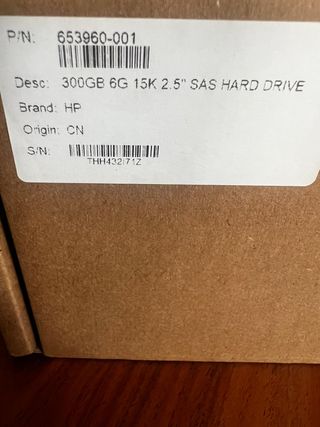 P/N: 653960-001
Desc: 300GB 6G 15K 2.5" SAS HARD DRIVE
Brand: HP
Origin: CN
S/N: